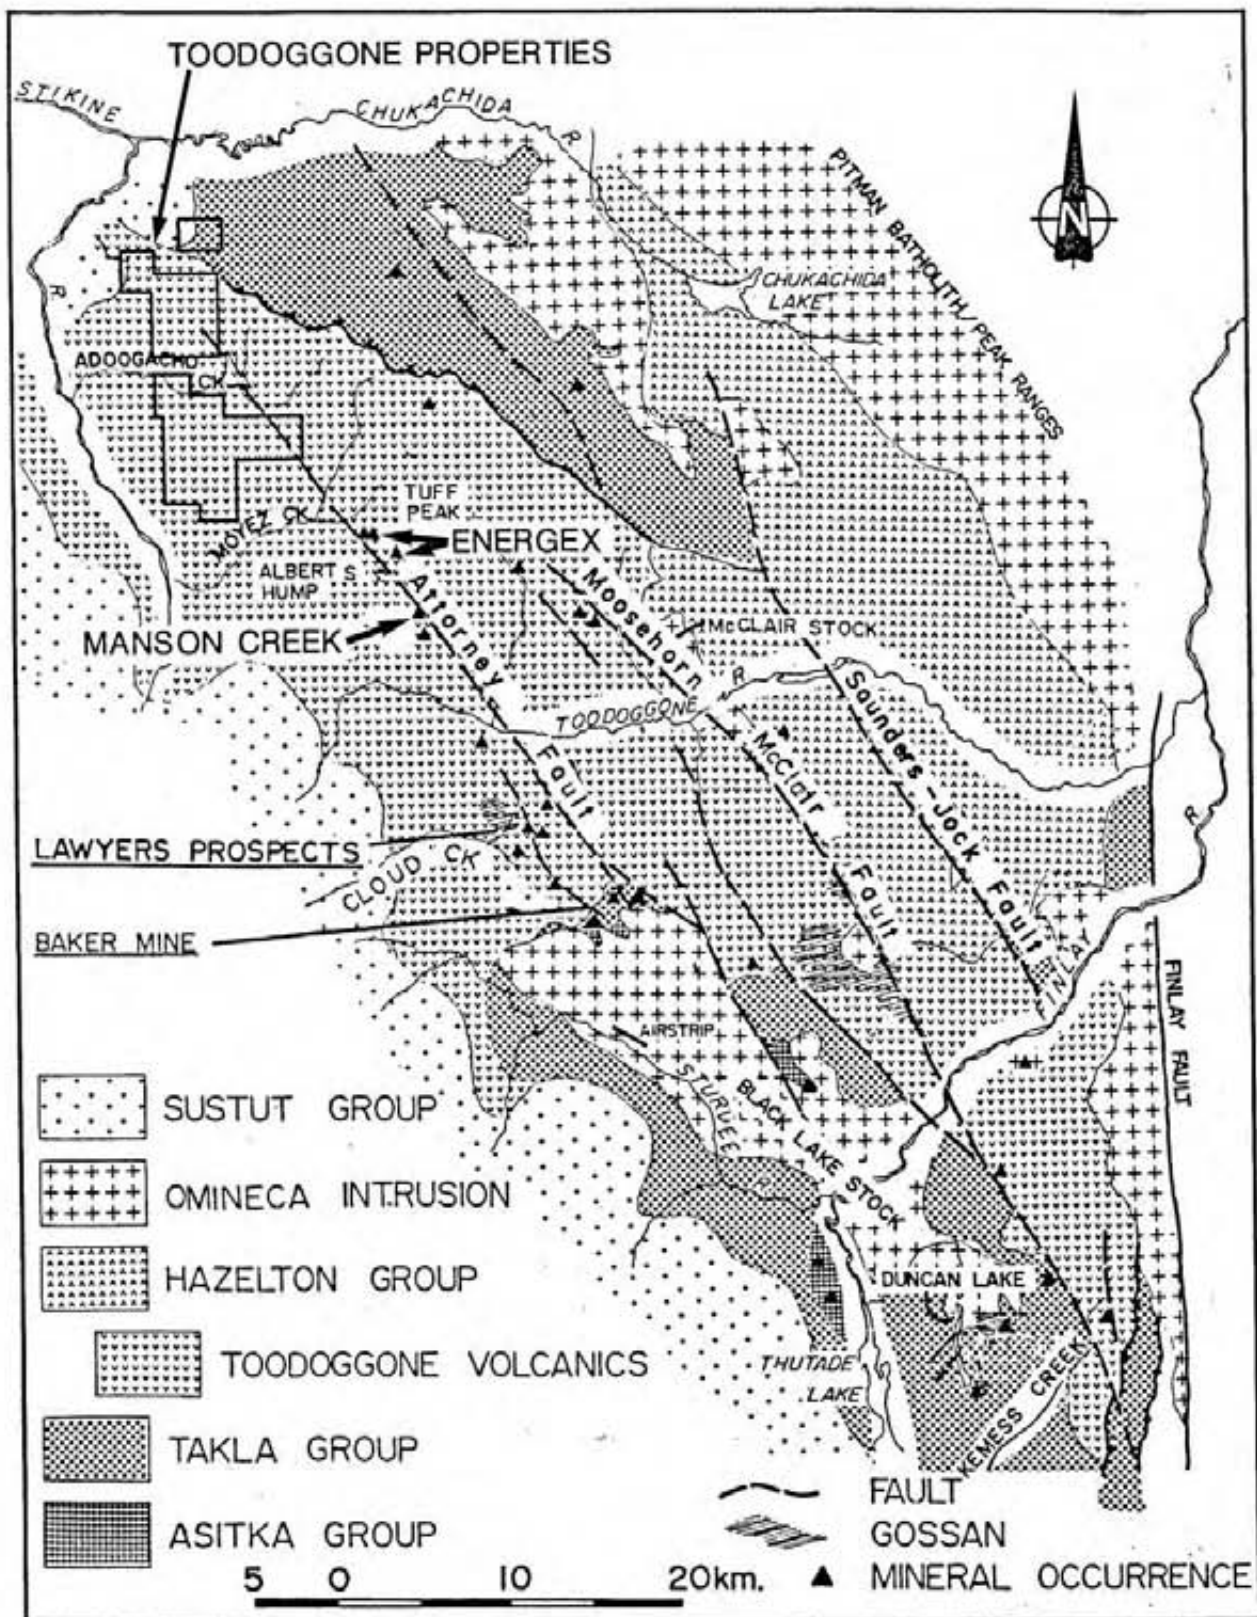 TOODOGGONE PROPERTIES
STIKINE
CHUKACHIDA
R
PITMAN BATHOLITH/PEAK RANGES
N
CHUKACHIDA
LAKE
R
ADOOGACHO
CK
TUFF
PEAK
MOYEZ CK
ENERGEX
ALBERT S
HUMP
Attorney Fault
Moosehorn
McCLAIR STOCK
MANSON CREEK
TOODOGGONE
R
McClair Fault
Saunders-Jock Fault
R
LAWYERS PROSPECTS
CLOUD CK
BAKER MINE
INLAY
FINLAY FAULT
AIRSTRIP
STURDEE
R
BLACK LAKE STOCK
SUSTUT GROUP
OMINECA INTRUSION
HAZELTON GROUP
DUNCAN LAKE
TOODOGGONE VOLCANICS
THUTADE
LAKE
KEMESS CREEK
TAKLA GROUP
FAULT
ASITKA GROUP
GOSSAN
MINERAL OCCURRENCE
5 0 10 20km.